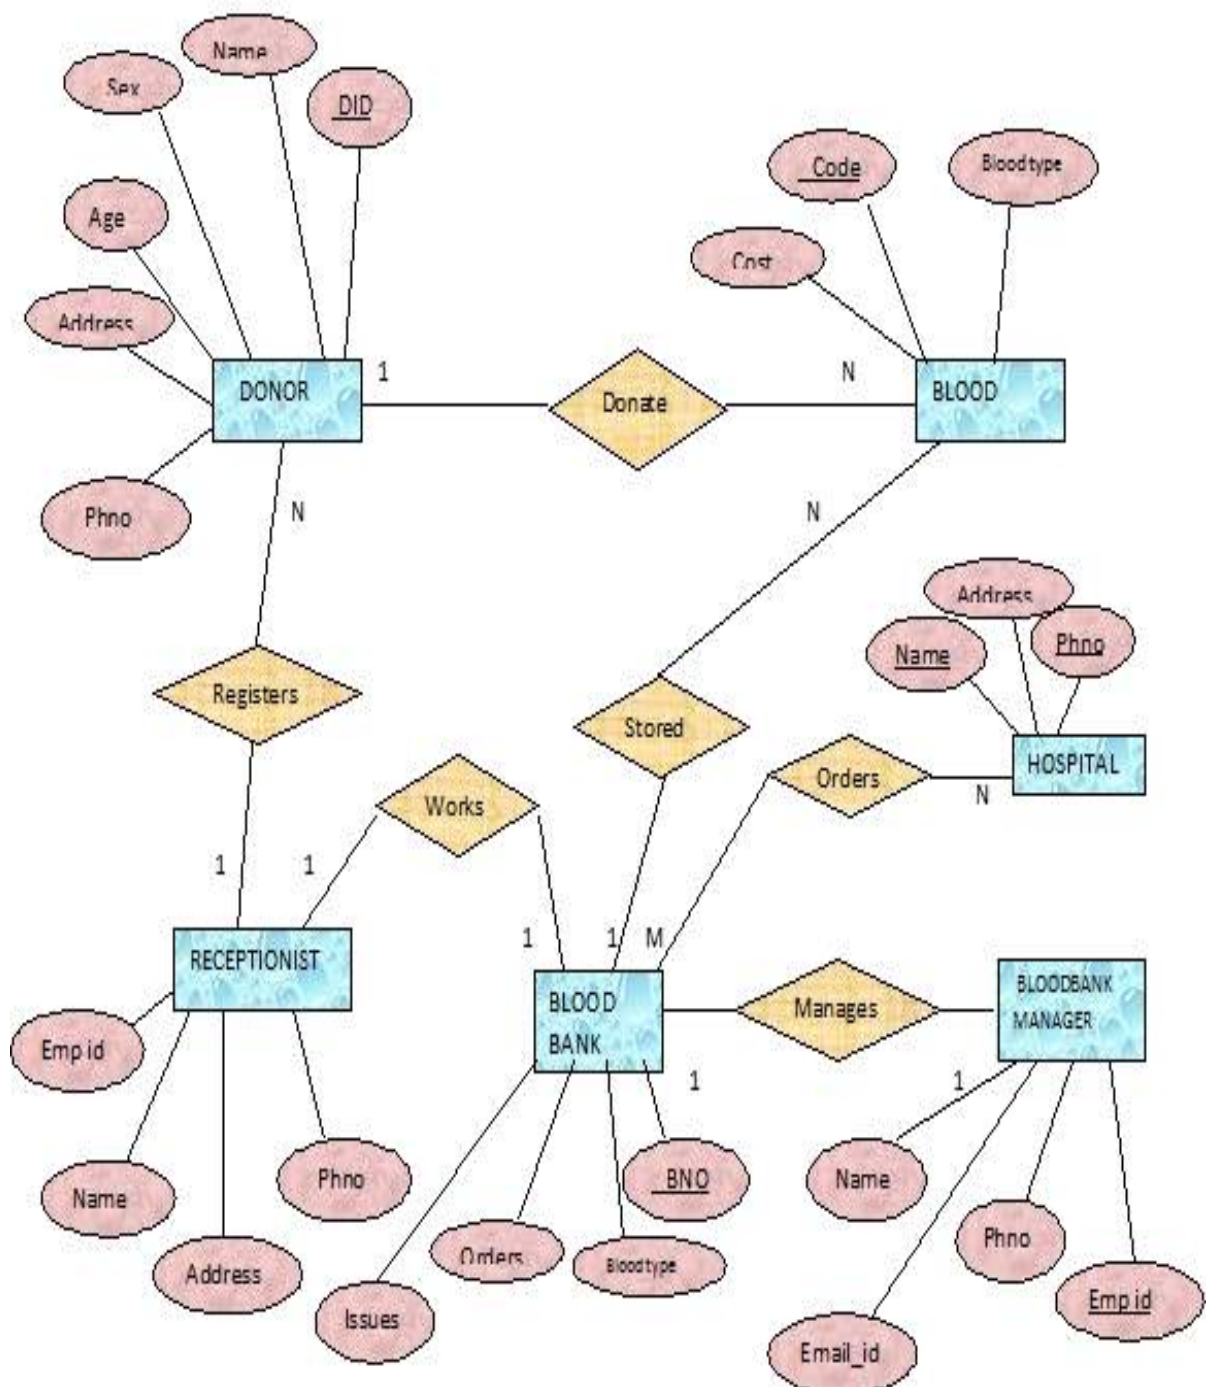 Name
Sex
DID
Code
Bloodtype
Age
Cost
Address
DONOR
1
Donate
N
BLOOD
Phno
N
N
Address
Name
Phno
Registers
Stored
Orders
HOSPITAL
N
Works
1
1
RECEPTIONIST
1
1
M
BLOOD
BANK
Manages
BLOODBANK
MANAGER
Emp id
1
1
Name
Phno
Address
BNO
Orders
Bloodtype
Issues
Name
Phno
Emp id
Email_id